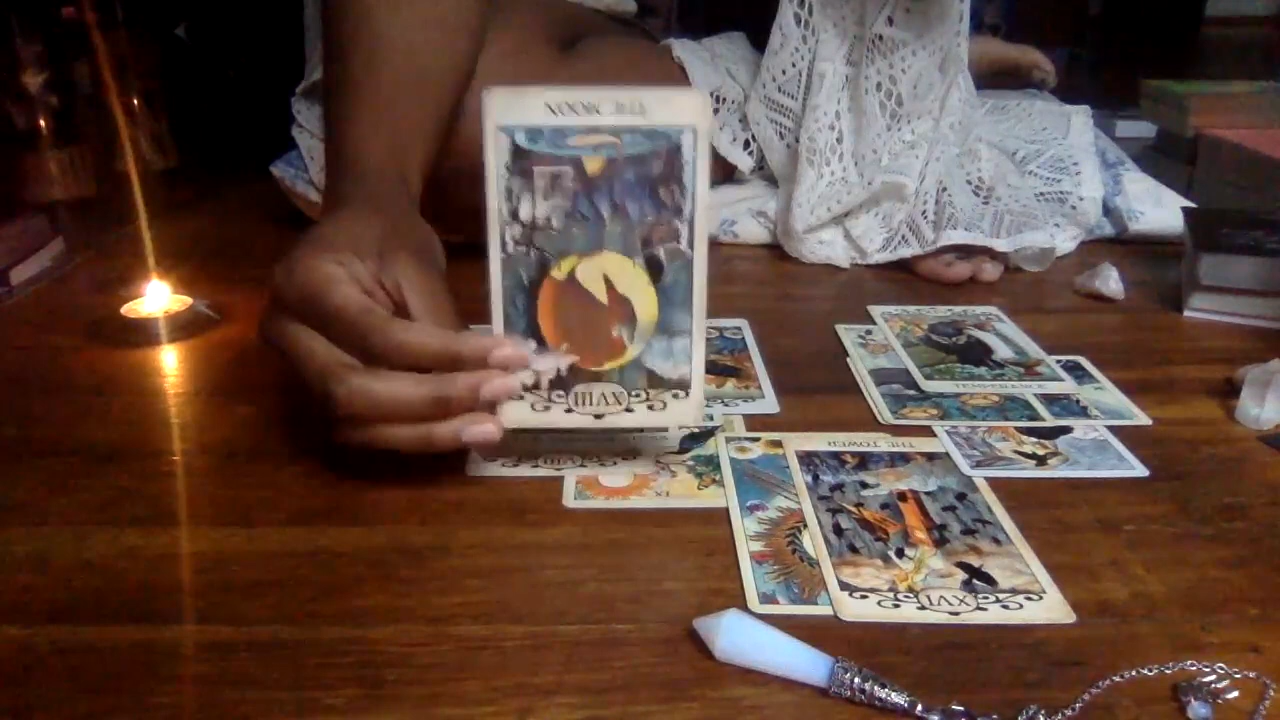 THE MOON
XVIII
TEMPERANCE
THE TOWER
XVI